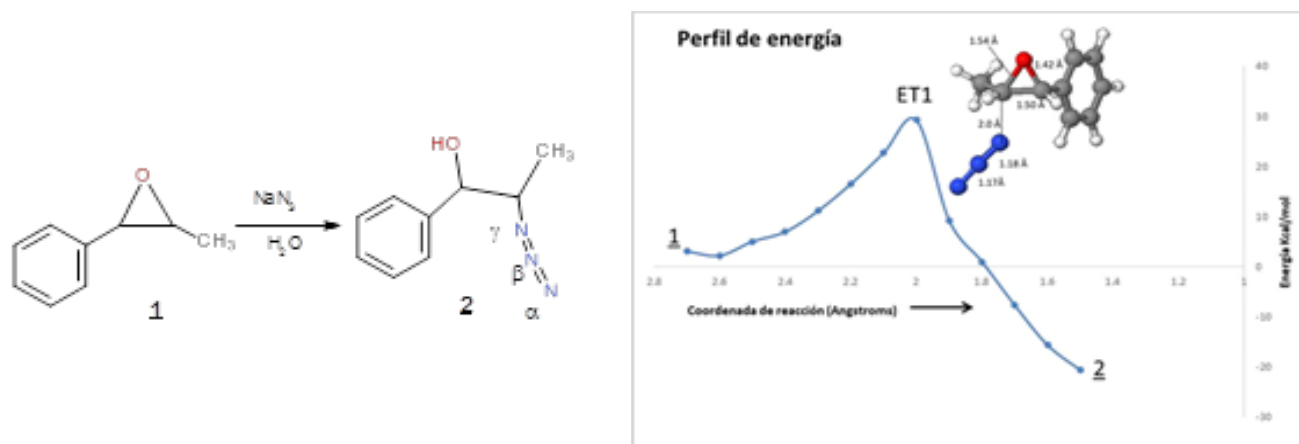 O
CH₃
1
NaN₃
H₂O
HO
CH₃
γ
N
β
N
N
α
2
Perfil de energía
ET1
1.54 Å
1.42 Å
1.50 Å
2.0 Å
1.18 Å
1.17Å
1
2
40
30
20
10
0
-10
-20
-30
Energía Kcal/mol
2.8
2.6
2.4
2.2
2
1.8
1.6
1.4
1.2
1
Coordenada de reacción (Angstroms)